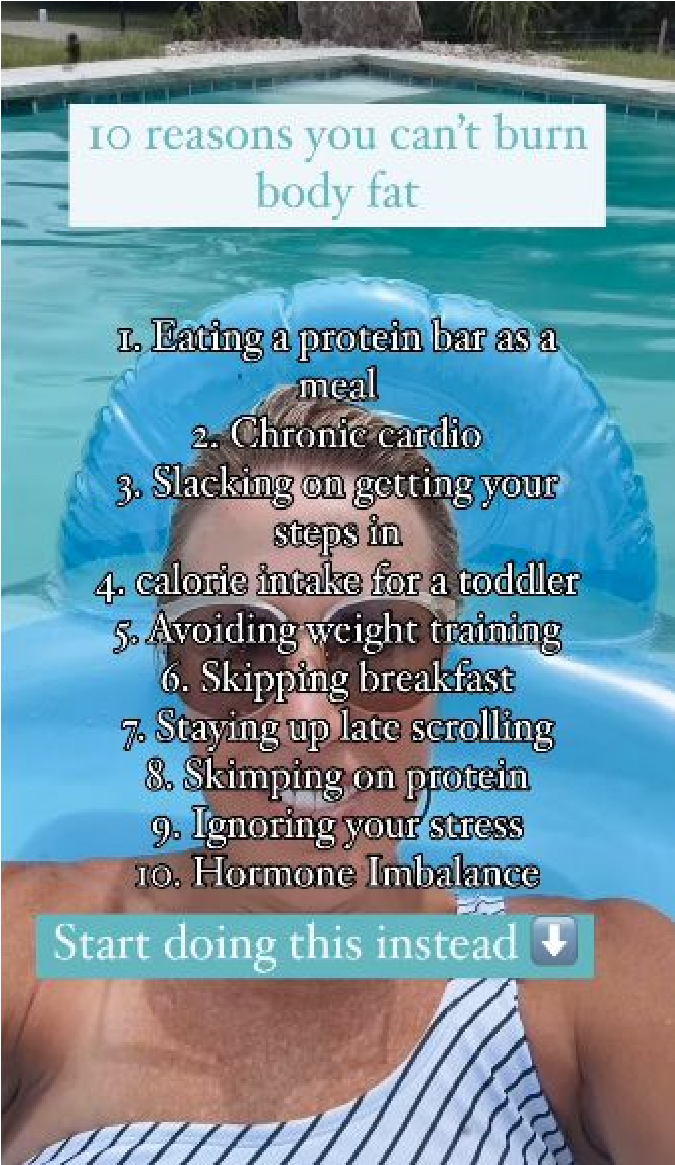 10 reasons you can't burn
body fat
1. Eating a protein bar as a
meal
2. Chronic cardio
3. Slacking on getting your
steps in
4. calorie intake for a toddler
5. Avoiding weight training
6. Skipping breakfast
7. Staying up late scrolling
8. Skimping on protein
9. Ignoring your stress
10. Hormone Imbalance
Start doing this instead ⬇️